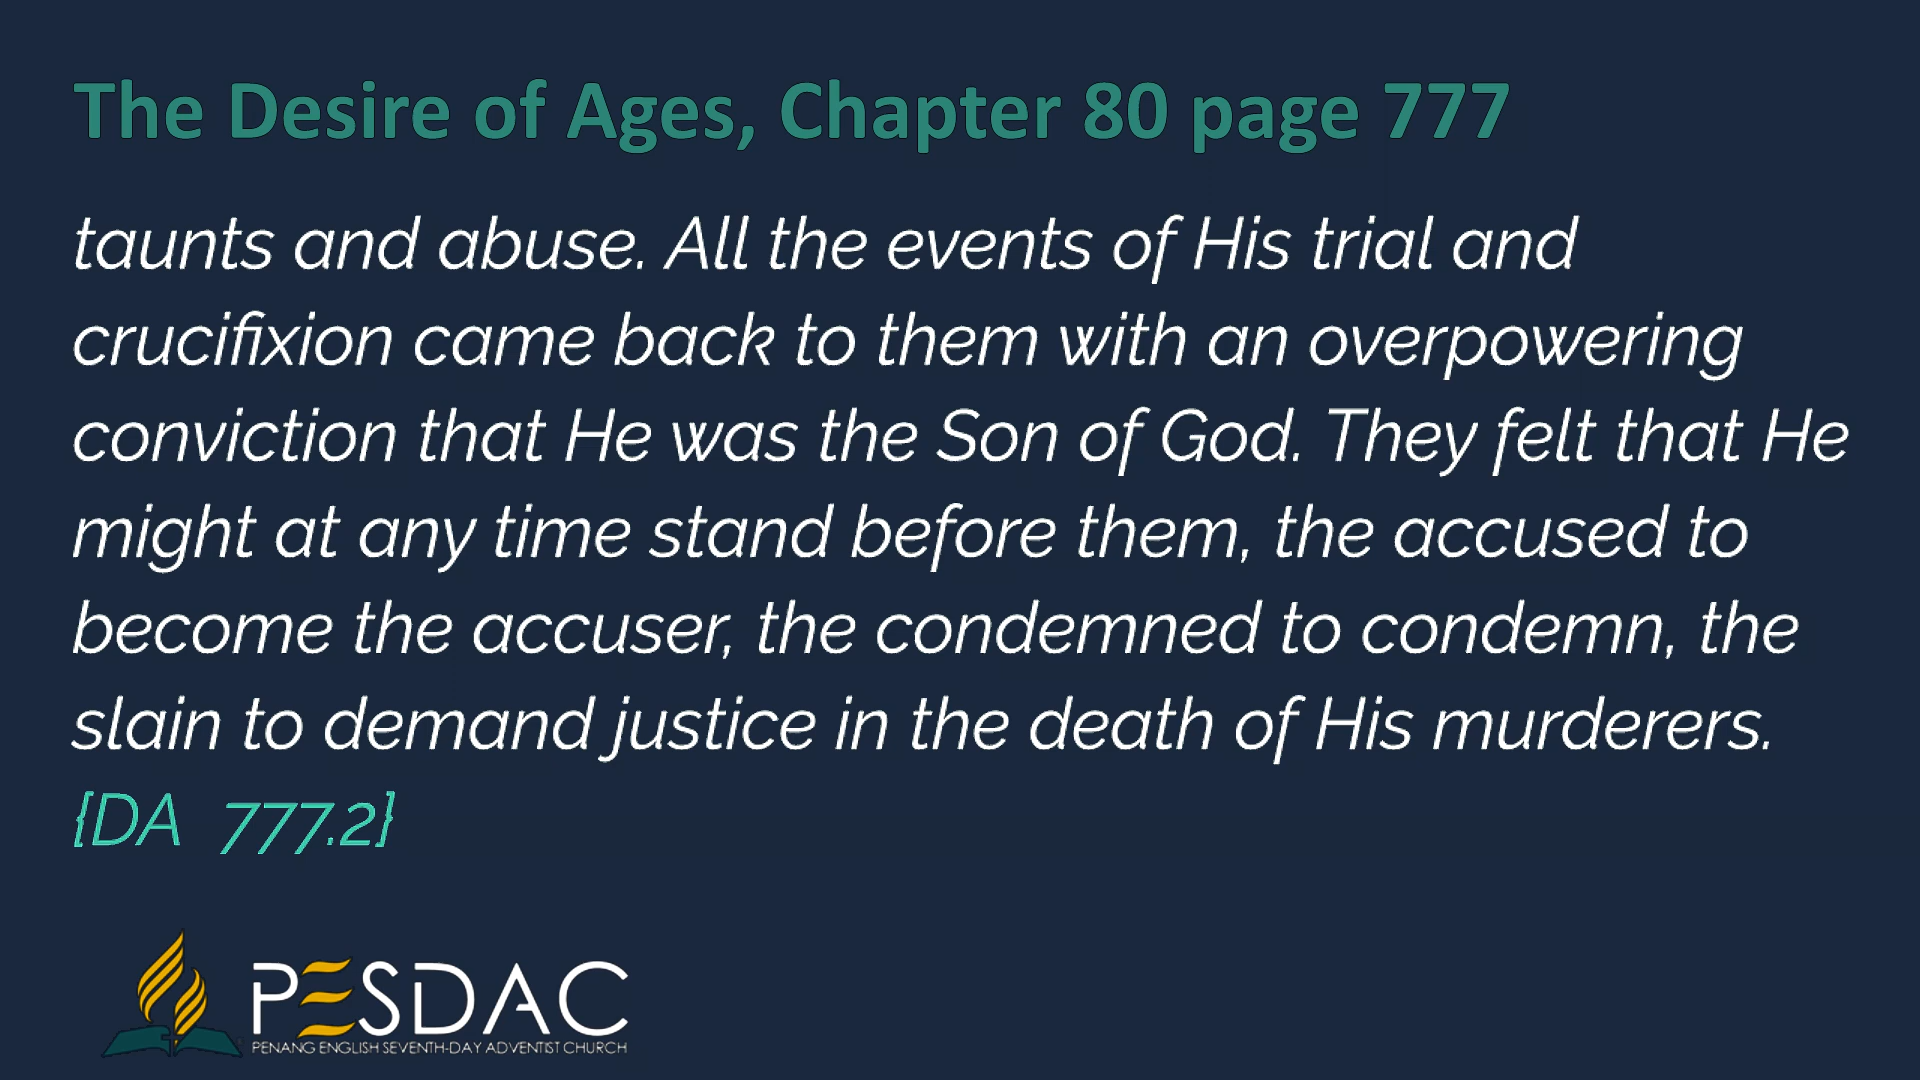 The Desire of Ages, Chapter 80 page 777
taunts and abuse. All the events of His trial and
crucifixion came back to them with an overpowering
conviction that He was the Son of God. They felt that He
might at any time stand before them, the accused to
become the accuser, the condemned to condemn, the
slain to demand justice in the death of His murderers.
{DA 777.2}
PESDAC
PENANG ENGLISH SEVENTH-DAY ADVENTIST CHURCH